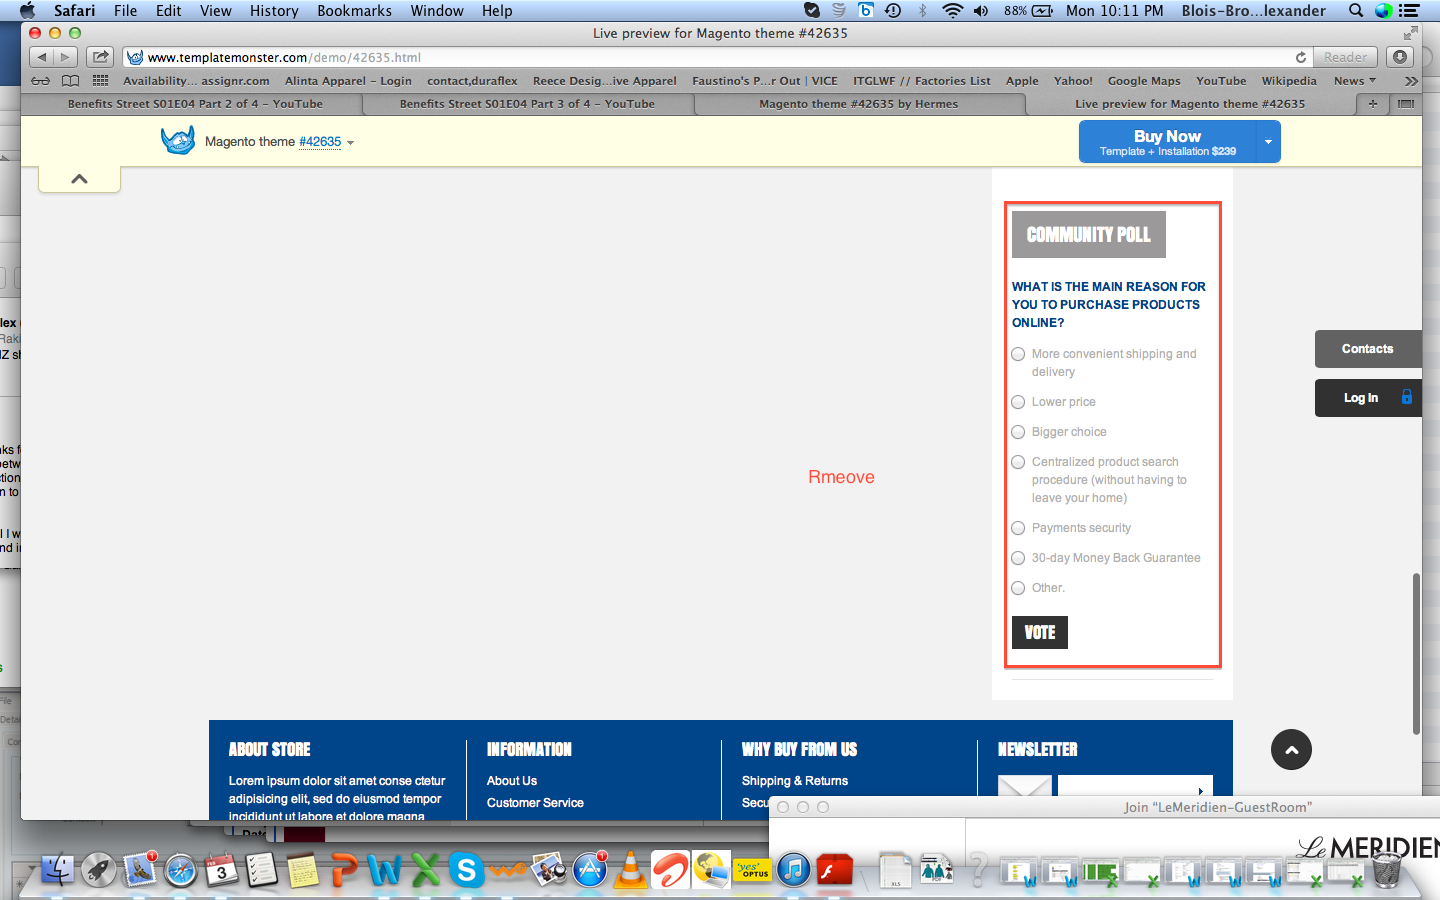 Safari File Edit View History Bookmarks Window Help 88% Mon 10:11 PM Blois-Bro...lexander
Live preview for Magento theme #42635
www.templatemonster.com/demo/42635.html Reader
Availability... assignr.com Alinta Apparel – Login contact,duraflex Reece Desig...ive Apparel Faustino's P...r Out | VICE ITGLWF // Factories List Apple Yahoo! Google Maps YouTube Wikipedia News
Benefits Street S01E04 Part 2 of 4 – YouTube Benefits Street S01E04 Part 3 of 4 – YouTube Magento theme #42635 by Hermes Live preview for Magento theme #42635
Magento theme #42635
Buy Now
Template + Installation $239
COMMUNITY POLL
WHAT IS THE MAIN REASON FOR
YOU TO PURCHASE PRODUCTS
ONLINE?
More convenient shipping and
delivery
Lower price
Bigger choice
Centralized product search
procedure (without having to
leave your home)
Payments security
30-day Money Back Guarantee
Other.
VOTE
Rmeove
Contacts
Log In
ABOUT STORE
Lorem ipsum dolor sit amet conse ctetur
adipisicing elit, sed do eiusmod tempor
incididunt ut labore et dolore magna
INFORMATION
About Us
Customer Service
WHY BUY FROM US
Shipping & Returns
Secu
NEWSLETTER
Join “LeMeridien-GuestRoom”
Le MERIDIEN
Date
FEB
3
yes'
OPTUS
XLS